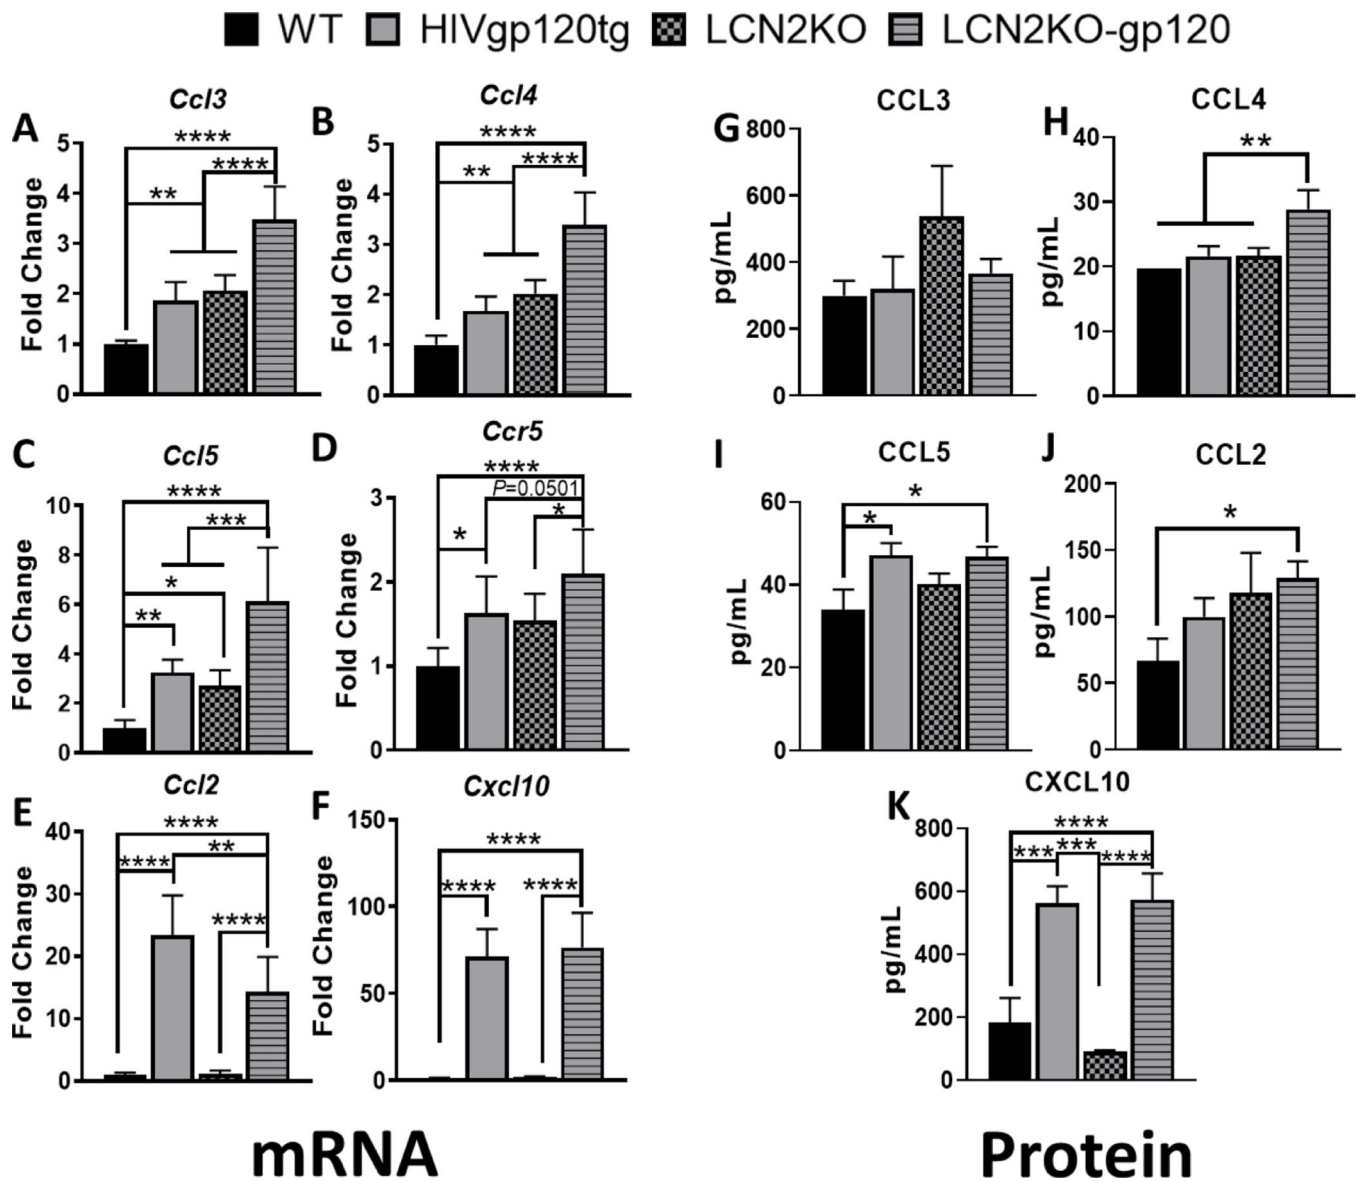 WT HIVgp120tg LCN2KO LCN2KO-gp120
A
Ccl3
Fold Change
5
4
3
2
1
0
****
****
**
B
Ccl4
Fold Change
5
4
3
2
1
0
****
****
**
C
Ccl5
Fold Change
10
8
6
4
2
0
****
***
*
**
D
Ccr5
Fold Change
3
2
1
0
****
P=0.0501
*
*
E
Ccl2
Fold Change
40
30
20
10
0
****
**
****
****
F
Cxcl10
Fold Change
150
100
50
0
****
****
****
mRNA
G
CCL3
pg/mL
800
600
400
200
0
H
CCL4
pg/mL
40
30
20
10
0
**
I
CCL5
pg/mL
60
40
20
0
*
*
J
CCL2
pg/mL
200
150
100
50
0
*
K
CXCL10
pg/mL
800
600
400
200
0
****
***
***
****
Protein